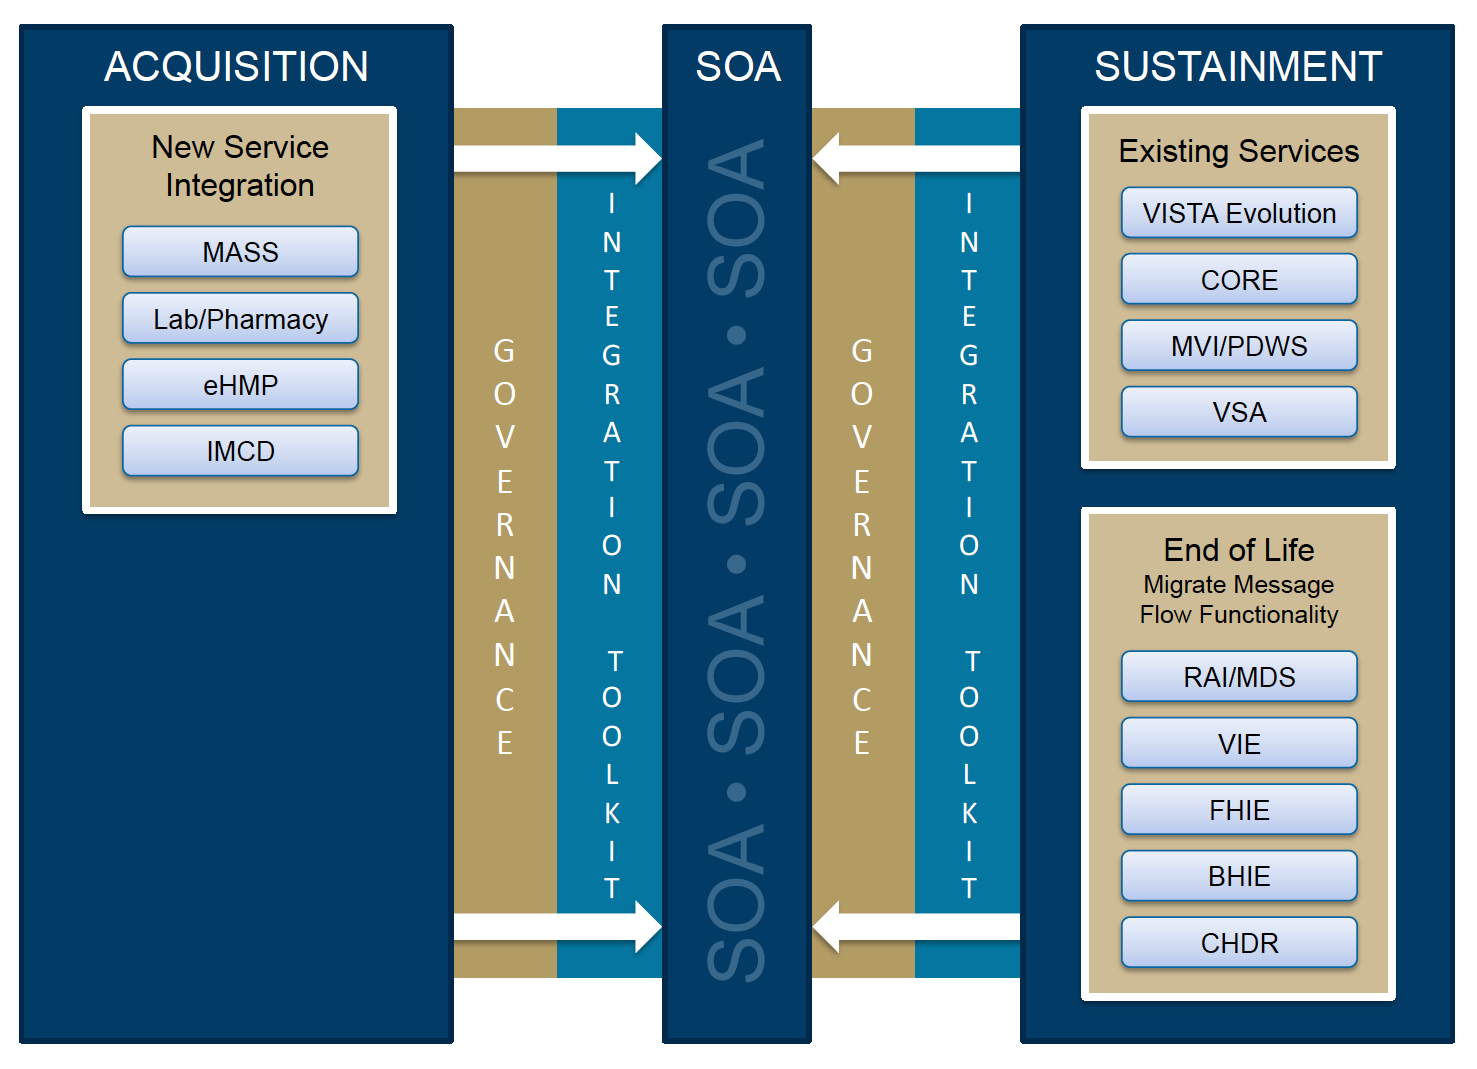 ACQUISITION
New Service
Integration
MASS
Lab/Pharmacy
eHMP
IMCD
GOVERNANCE
INTEGRATION TOOLKIT
SOA
SOA • SOA • SOA • SOA
GOVERNANCE
INTEGRATION TOOLKIT
SUSTAINMENT
Existing Services
VISTA Evolution
CORE
MVI/PDWS
VSA
End of Life
Migrate Message
Flow Functionality
RAI/MDS
VIE
FHIE
BHIE
CHDR